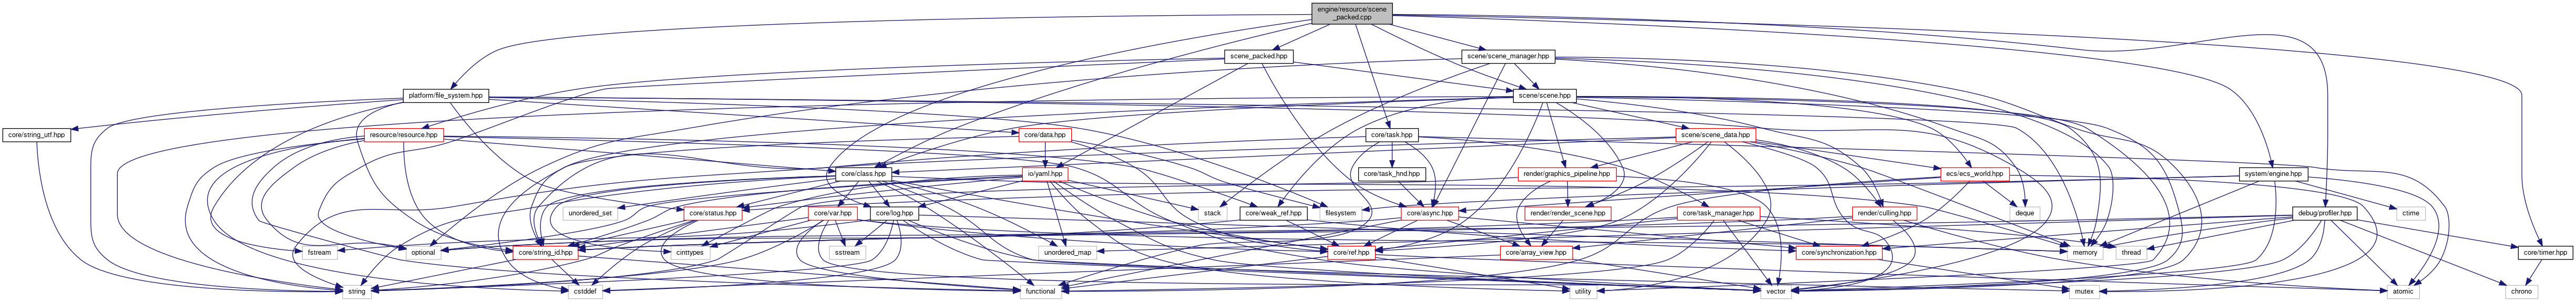 engine/resource/scene
_packed.cpp
scene_packed.hpp
scene/scene_manager.hpp
platform/file_system.hpp
scene/scene.hpp
core/string_utf.hpp
resource/resource.hpp
core/data.hpp
core/task.hpp
scene/scene_data.hpp
core/class.hpp
io/yaml.hpp
core/task_hnd.hpp
render/graphics_pipeline.hpp
ecs/ecs_world.hpp
system/engine.hpp
unordered_set
core/status.hpp
core/var.hpp
core/log.hpp
stack
core/weak_ref.hpp
filesystem
core/async.hpp
render/render_scene.hpp
core/task_manager.hpp
render/culling.hpp
deque
debug/profiler.hpp
ctime
fstream
optional
core/string_id.hpp
cinttypes
sstream
unordered_map
core/ref.hpp
core/array_view.hpp
core/synchronization.hpp
memory
thread
core/timer.hpp
string
cstddef
functional
utility
vector
mutex
atomic
chrono